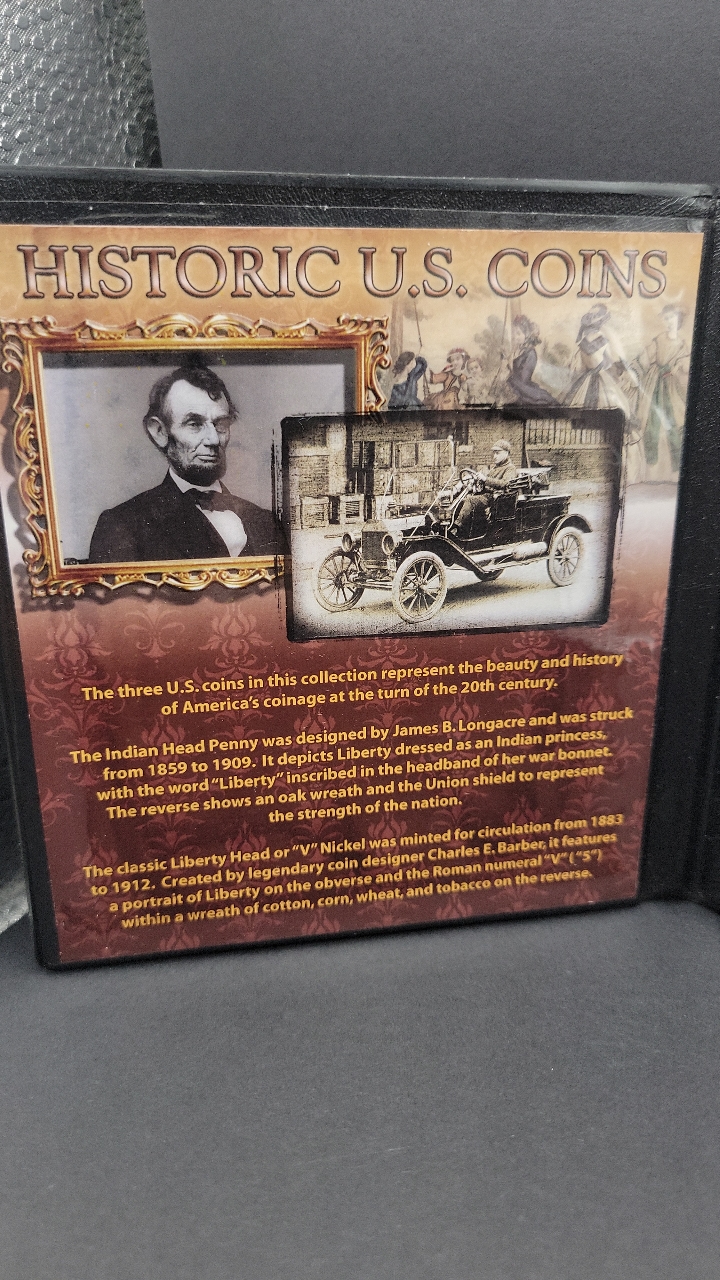 HISTORIC U.S. COINS
The three U.S. coins in this collection represent the beauty and history
of America's coinage at the turn of the 20th century.
The Indian Head Penny was designed by James B. Longacre and was struck
from 1859 to 1909. It depicts Liberty dressed as an Indian princess,
with the word "Liberty" inscribed in the headband of her war bonnet.
The reverse shows an oak wreath and the Union shield to represent
the strength of the nation.
The classic Liberty Head or "V" Nickel was minted for circulation from 1883
to 1912. Created by legendary coin designer Charles E. Barber, it features
a portrait of Liberty on the obverse and the Roman numeral "V" ("5")
within a wreath of cotton, corn, wheat, and tobacco on the reverse.